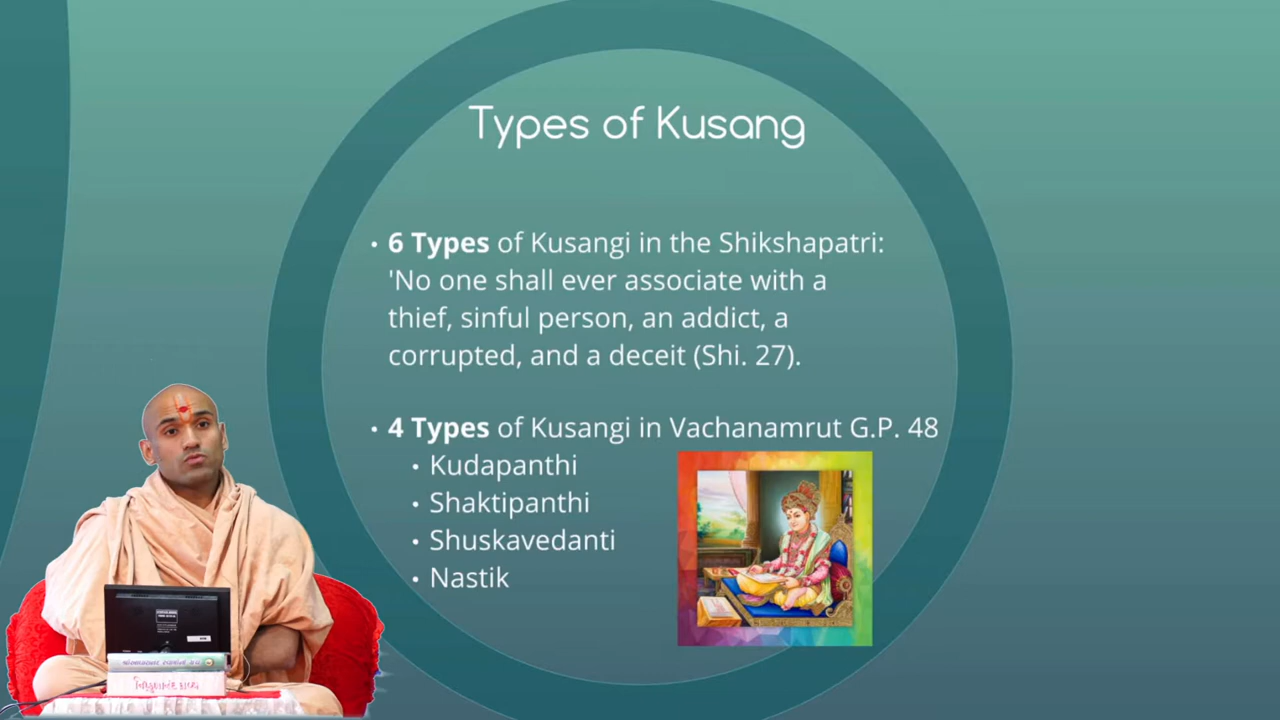 Types of Kusang
• 6 Types of Kusangi in the Shikshapatri:
'No one shall ever associate with a
thief, sinful person, an addict, a
corrupted, and a deceit (Shi. 27).
• 4 Types of Kusangi in Vachanamrut G.P. 48
• Kudapanthi
• Shaktipanthi
• Shuskavedanti
• Nastik